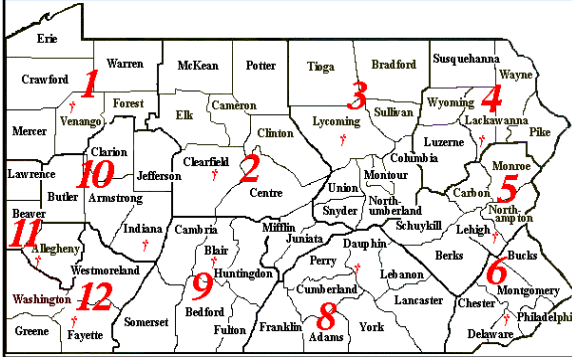 Erie
Warren
McKean
Potter
Tioga
Bradford
Susquehanna
Wayne
Crawford
1
Forest
Cameron
Elk
3
Sullivan
Wyoming
4
Lackawanna
Mercer
Venango
Clinton
Lycoming
Luzerne
Pike
Clarion
Jefferson
Clearfield
2
Columbia
Montour
Monroe
Lawrence
10
Butler
Armstrong
Centre
Union
Snyder
North-
umberland
Carbon
5
North-
ampton
Beaver
11
Allegheny
Indiana
Cambria
Mifflin
Juniata
Schuykill
Lehigh
Blair
Dauphin
Perry
Lebanon
Berks
6
Bucks
Westmoreland
Huntingdon
Cumberland
Montgomery
Washington
12
9
Lancaster
Chester
Philadelphia
Greene
Fayette
Somerset
Bedford
Fulton
Franklin
8
Adams
York
Delaware